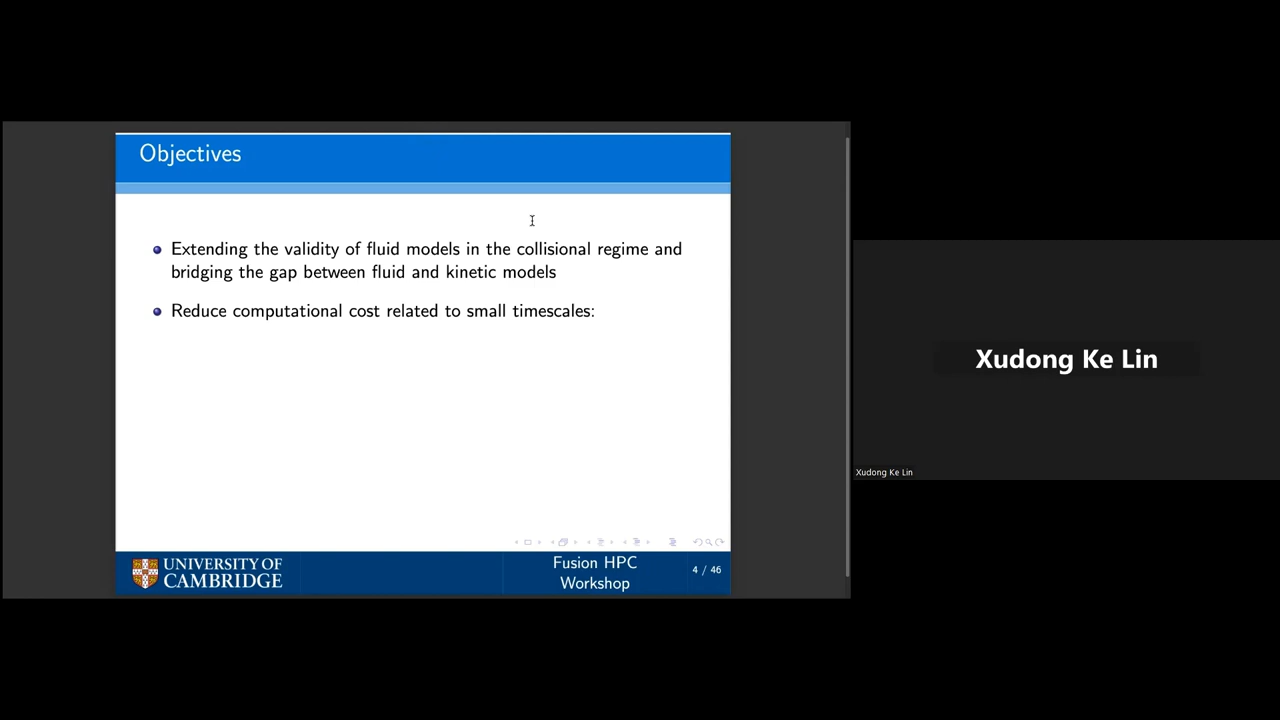 Objectives
Extending the validity of fluid models in the collisional regime and
bridging the gap between fluid and kinetic models
Reduce computational cost related to small timescales:
UNIVERSITY OF
CAMBRIDGE
Fusion HPC
Workshop
4 / 46
Xudong Ke Lin
Xudong Ke Lin